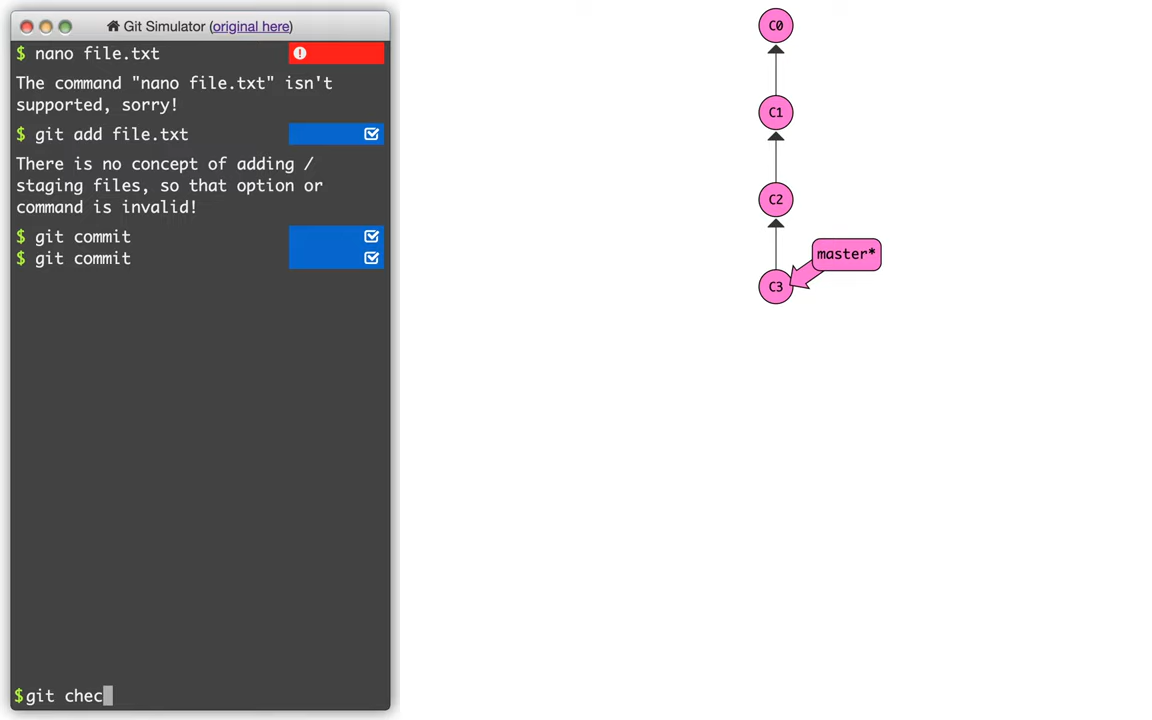 Git Simulator (original here)
$ nano file.txt
The command "nano file.txt" isn't
supported, sorry!
$ git add file.txt
There is no concept of adding /
staging files, so that option or
command is invalid!
$ git commit
$ git commit
$git chec
C0
C1
C2
master*
C3